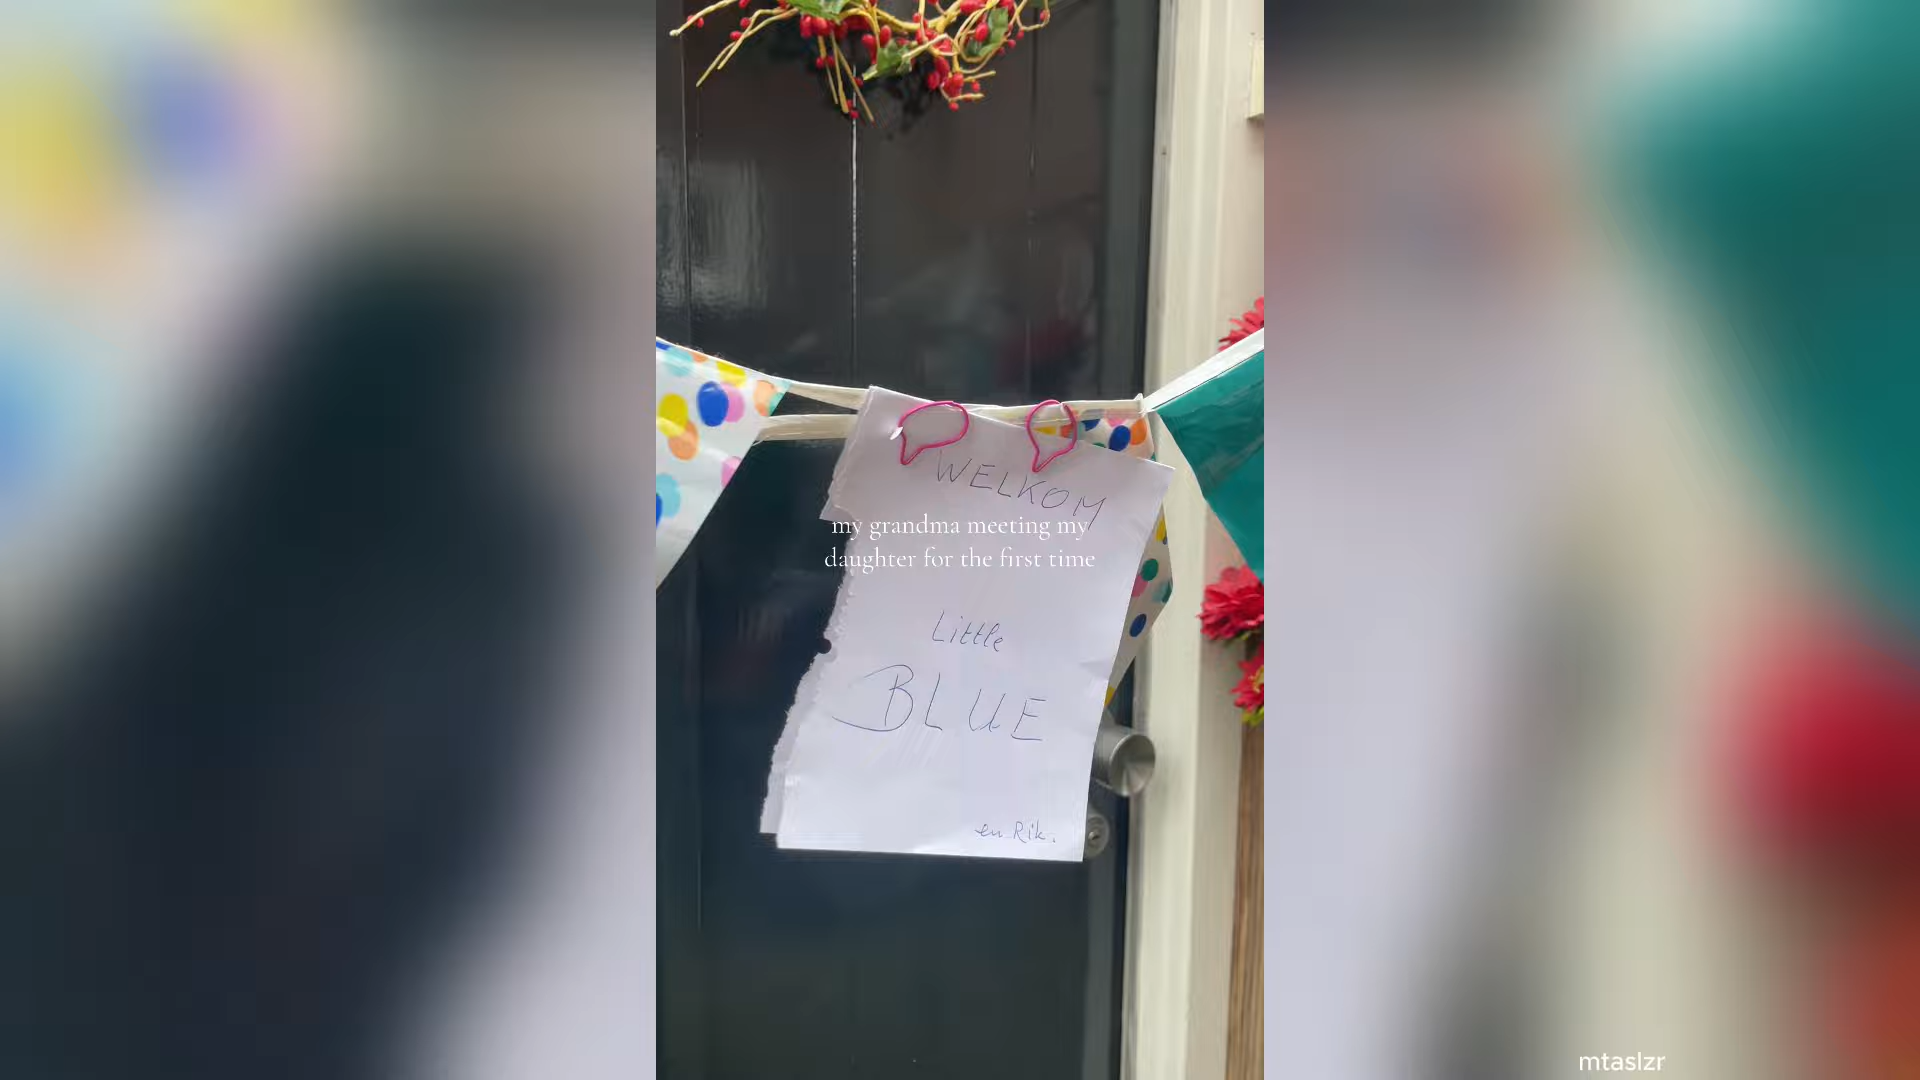 WELKOM
my grandma meeting my
daughter for the first time
Little
BLUE
en Rik.
mtaslzr